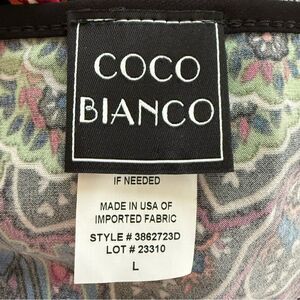 COCO
BIANCO
IF NEEDED
MADE IN USA OF
IMPORTED FABRIC
STYLE # 3862723D
LOT # 23310
L